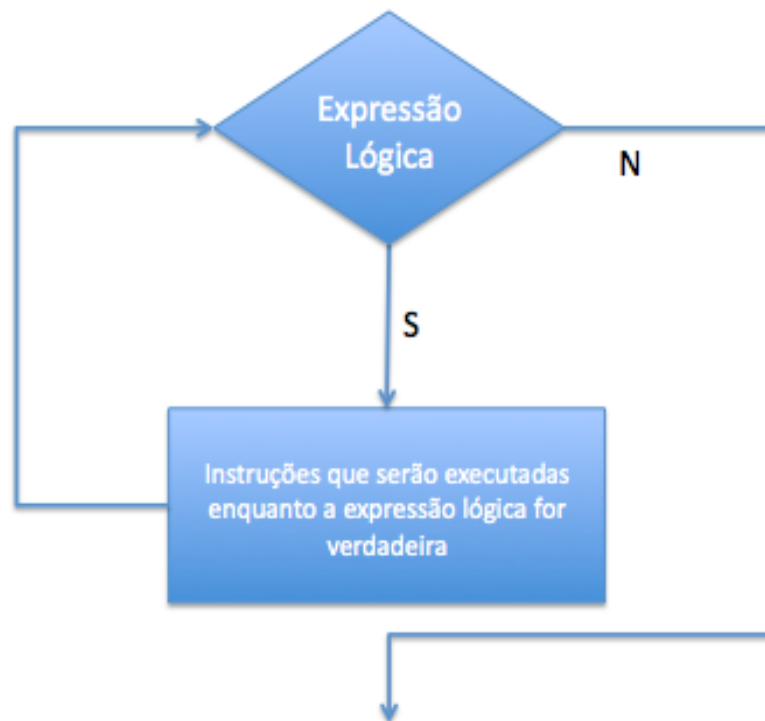 Expressão
Lógica
N
S
Instruções que serão executadas
enquanto a expressão lógica for
verdadeira